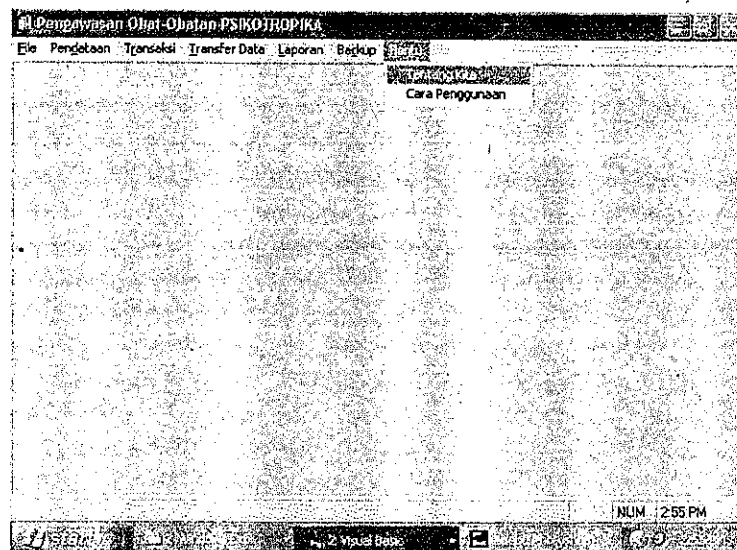 Pengawasan Obat-Obatan PSIKOTROPIKA
File Pendataan Transaksi Transfer Data Laporan Backup
Cara Penggunaan
NUM 2:55 PM
2 Visual Basic